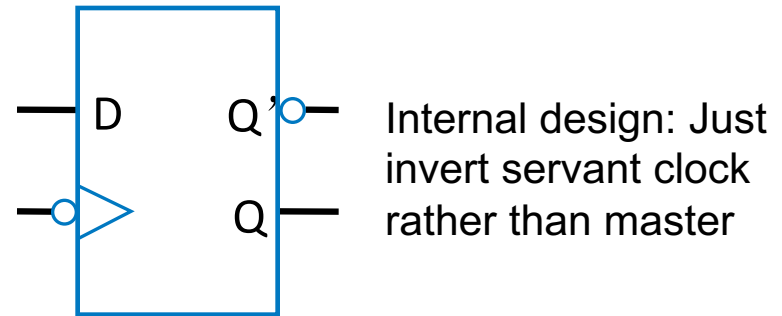 D
Q’
Q
Internal design: Just
invert servant clock
rather than master